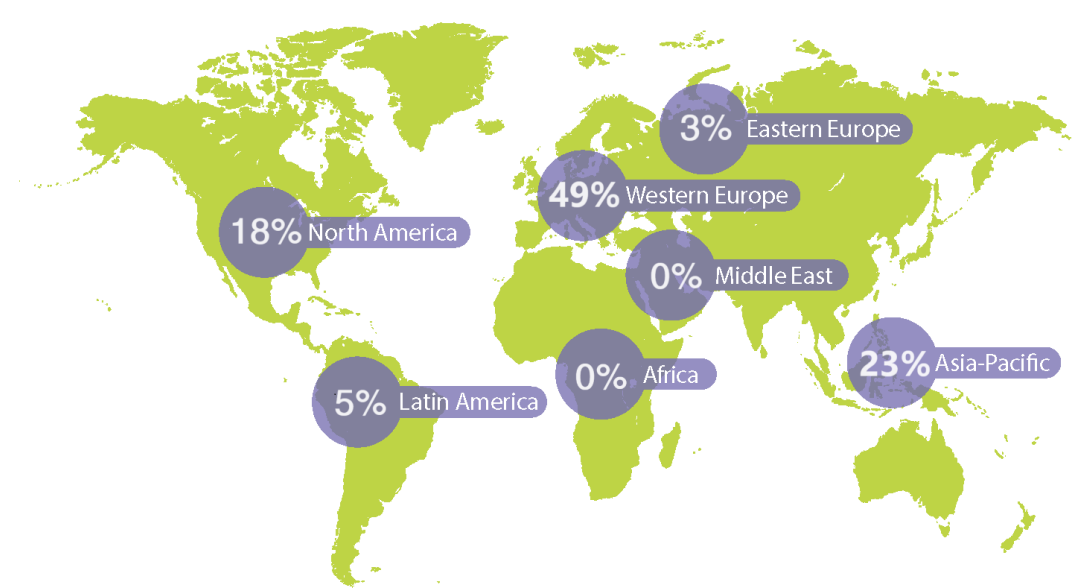 3% Eastern Europe
49% Western Europe
18% North America
0% Middle East
23% Asia-Pacific
0% Africa
5% Latin America